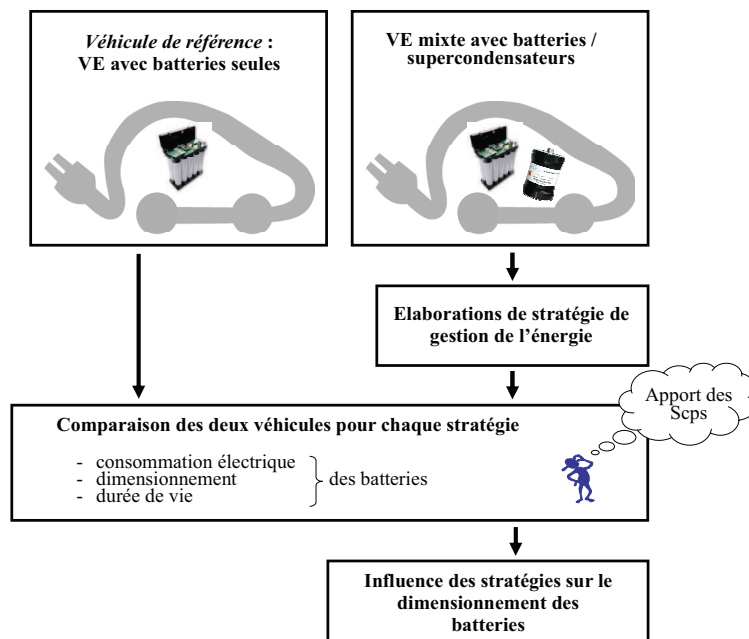 Véhicule de référence :
VE avec batteries seules
VE mixte avec batteries /
supercondensateurs
Elaborations de stratégie de
gestion de l'énergie
Apport des
Scps
Comparaison des deux véhicules pour chaque stratégie
- consommation électrique
- dimensionnement
- durée de vie
des batteries
Influence des stratégies sur le
dimensionnement des
batteries